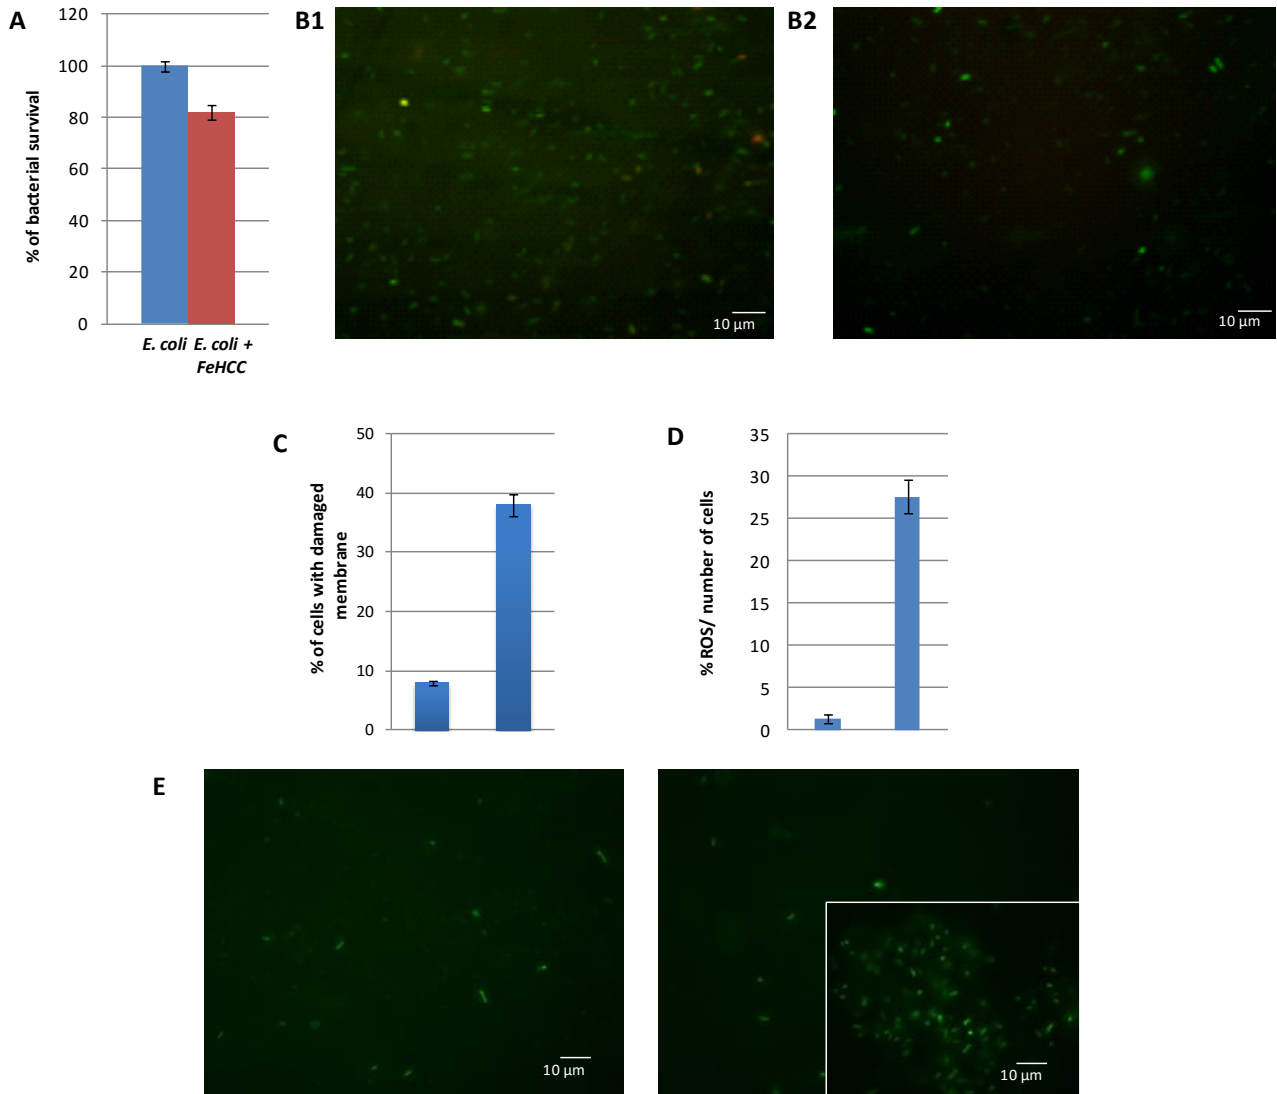 A
% of bacterial survival
120
100
80
60
40
20
0
E. coli
E. coli +
FeHCC
B1
10 µm
B2
10 µm
C
% of cells with damaged
membrane
50
40
30
20
10
0
D
% ROS/ number of cells
35
30
25
20
15
10
5
0
E
10 µm
10 µm